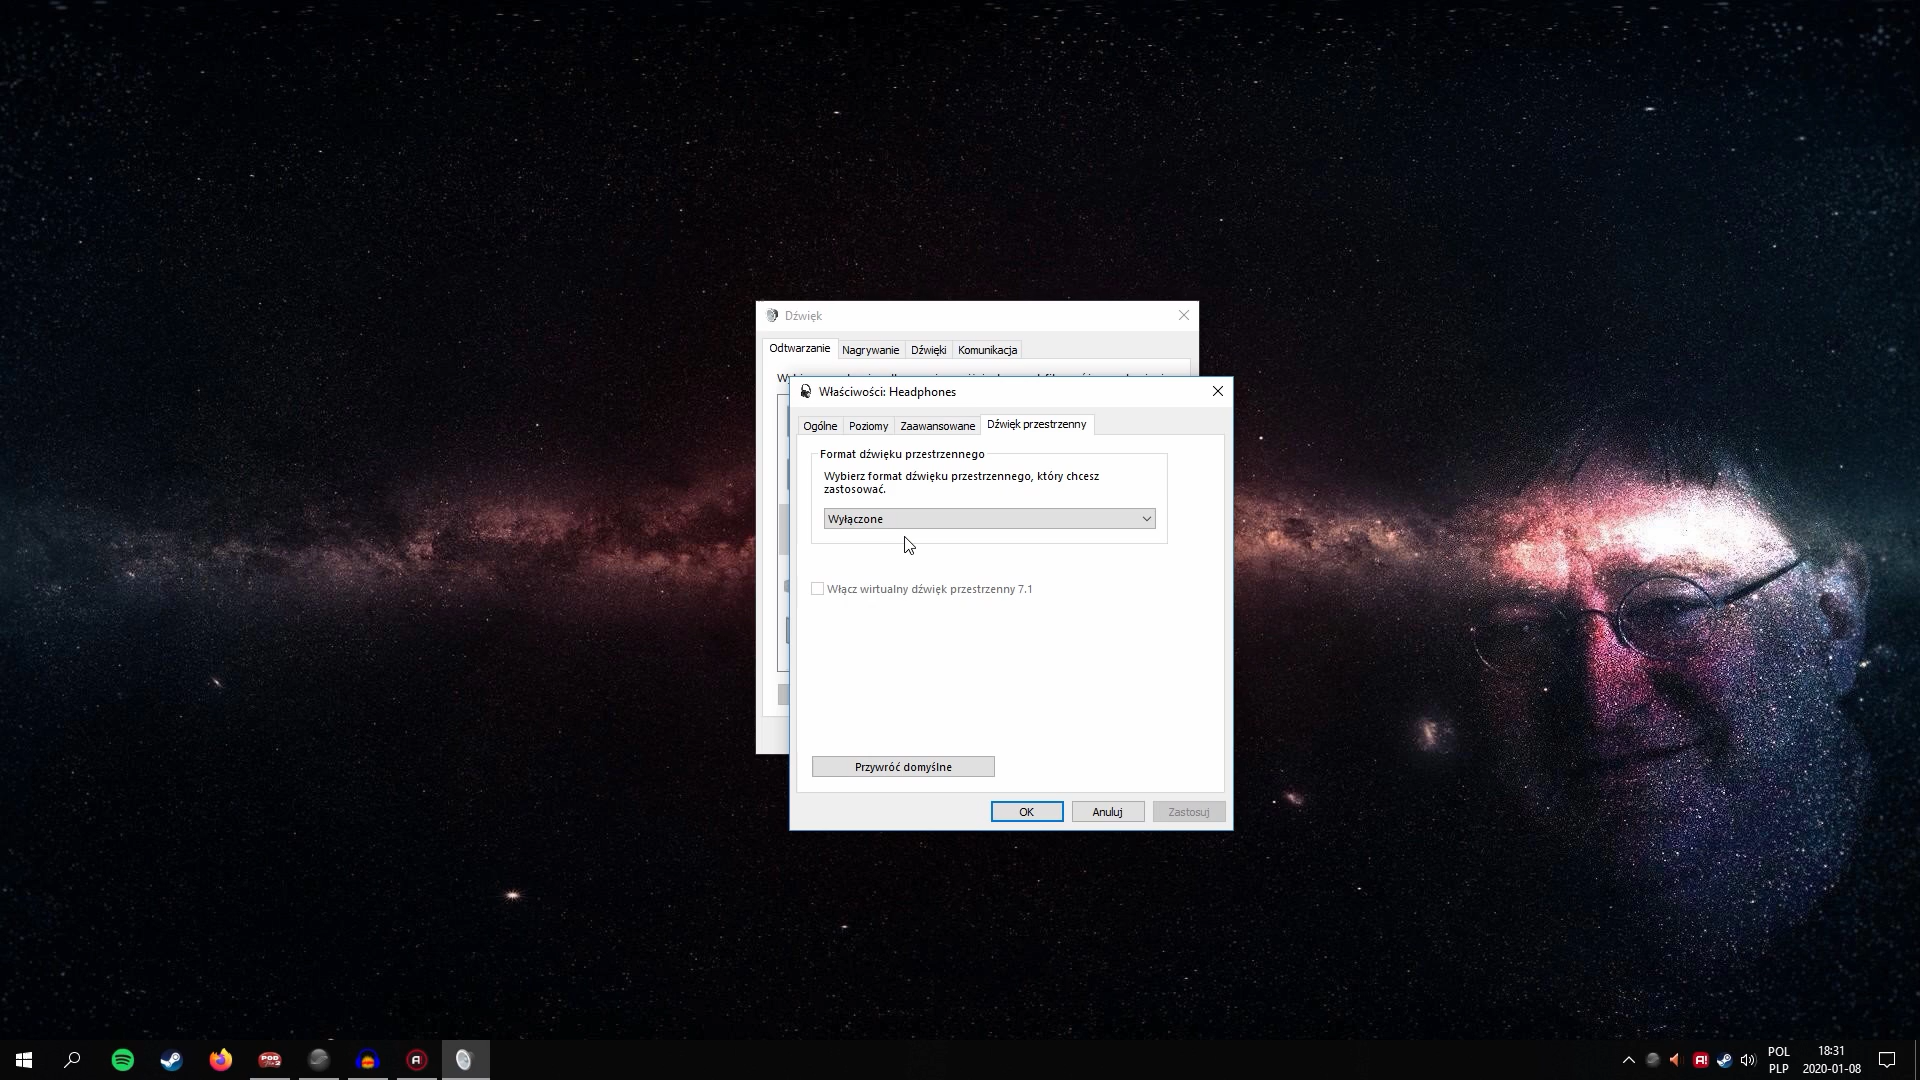 Dźwięk
Odtwarzanie Nagrywanie Dźwięki Komunikacja
Właściwości: Headphones
Ogólne Poziomy Zaawansowane Dźwięk przestrzenny
Format dźwięku przestrzennego
Wybierz format dźwięku przestrzennego, który chcesz
zastosować.
Wyłączone
Włącz wirtualny dźwięk przestrzenny 7.1
Przywróć domyślne
OK Anuluj Zastosuj
POD
POL 18:31
PLP 2020-01-08